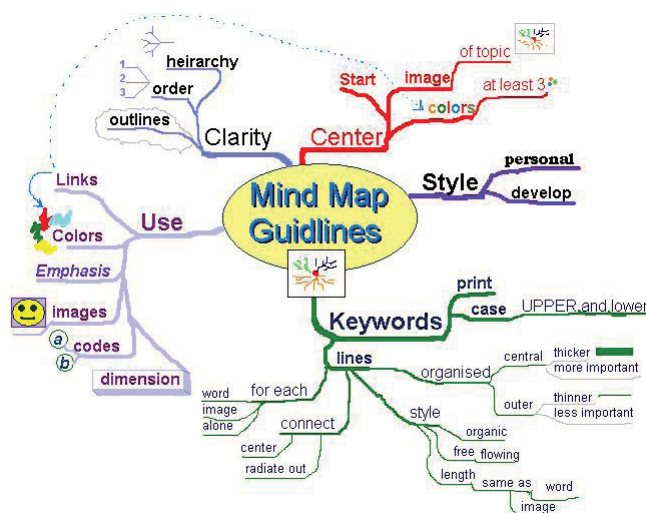 Mind Map
Guidlines
Center
Start
image
of topic
colors
at least 3
Style
personal
develop
Keywords
print
case
UPPER and lower
lines
organised
central
thicker
more important
outer
thinner
less important
style
organic
free flowing
length
same as
word
image
connect
center
radiate out
for each
word
image
alone
Use
Links
Colors
Emphasis
images
codes
a
b
dimension
Clarity
heirarchy
order
1
2
3
outlines